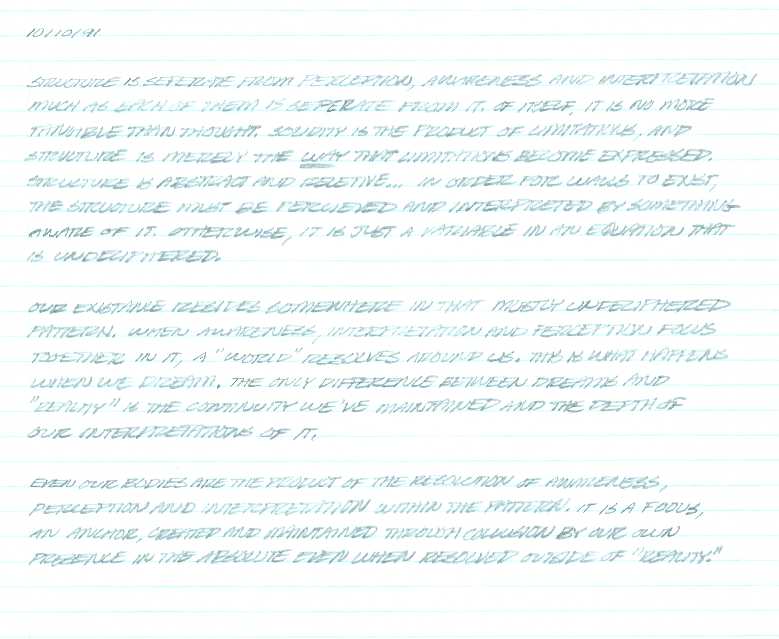 10/10/91
STRUCTURE IS SEPERATE FROM PERCEPTION, AWARENESS AND INTERPRETATION
MUCH AS EACH OF THEM IS SEPERATE FROM IT. OF ITSELF, IT IS NO MORE
TANGIBLE THAN THOUGHT. SOLIDITY IS THE PRODUCT OF LIMITATIONS, AND
STRUCTURE IS MERELY THE WAY THAT LIMITATIONS BECOME EXPRESSED.
STRUCTURE IS ABSTRACT AND RELETIVE... IN ORDER FOR WALLS TO EXIST,
THE STRUCTURE MUST BE PERCIEVED AND INTERPRETED BY SOMETHING
AWARE OF IT. OTHERWISE, IT IS JUST A VARIABLE IN AN EQUATION THAT
IS UNDECIPHERED.
OUR EXISTANCE RESIDES SOMEWHERE IN THAT MOSTLY UNDECIPHERED
PATTERN. WHEN AWARENESS, INTERPRETATION AND PERCEPTION FOCUS
TOGETHER IN IT, A "WORLD" RESOLVES AROUND US. THIS IS WHAT HAPPENS
WHEN WE DREAM. THE ONLY DIFFERENCE BETWEEN DREAMS AND
"REALITY" IS THE CONTINUITY WE'VE MAINTAINED AND THE DEPTH OF
OUR INTERPRETATIONS OF IT.
EVEN OUR BODIES ARE THE PRODUCT OF THE RESOLUTION OF AWARENESS,
PERCEPTION AND INTERPRETATION WITHIN THE PATTERN. IT IS A FOCUS,
AN ANCHOR, CREATED AND MAINTAINED THROUGH COLLUSION BY OUR OWN
PRESENCE IN THE ABSOLUTE EVEN WHEN RESOLVED OUTSIDE OF "REALITY."